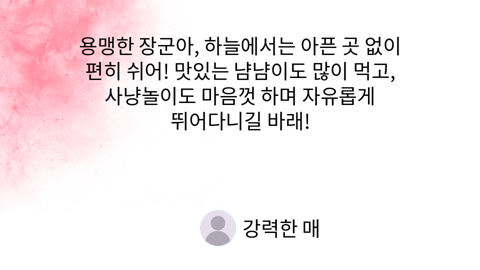 용맹한 장군아, 하늘에서는 아픈 곳 없이
편히 쉬어! 맛있는 냠냠이도 많이 먹고,
사냥놀이도 마음껏 하며 자유롭게
뛰어다니길 바래!
강력한 매